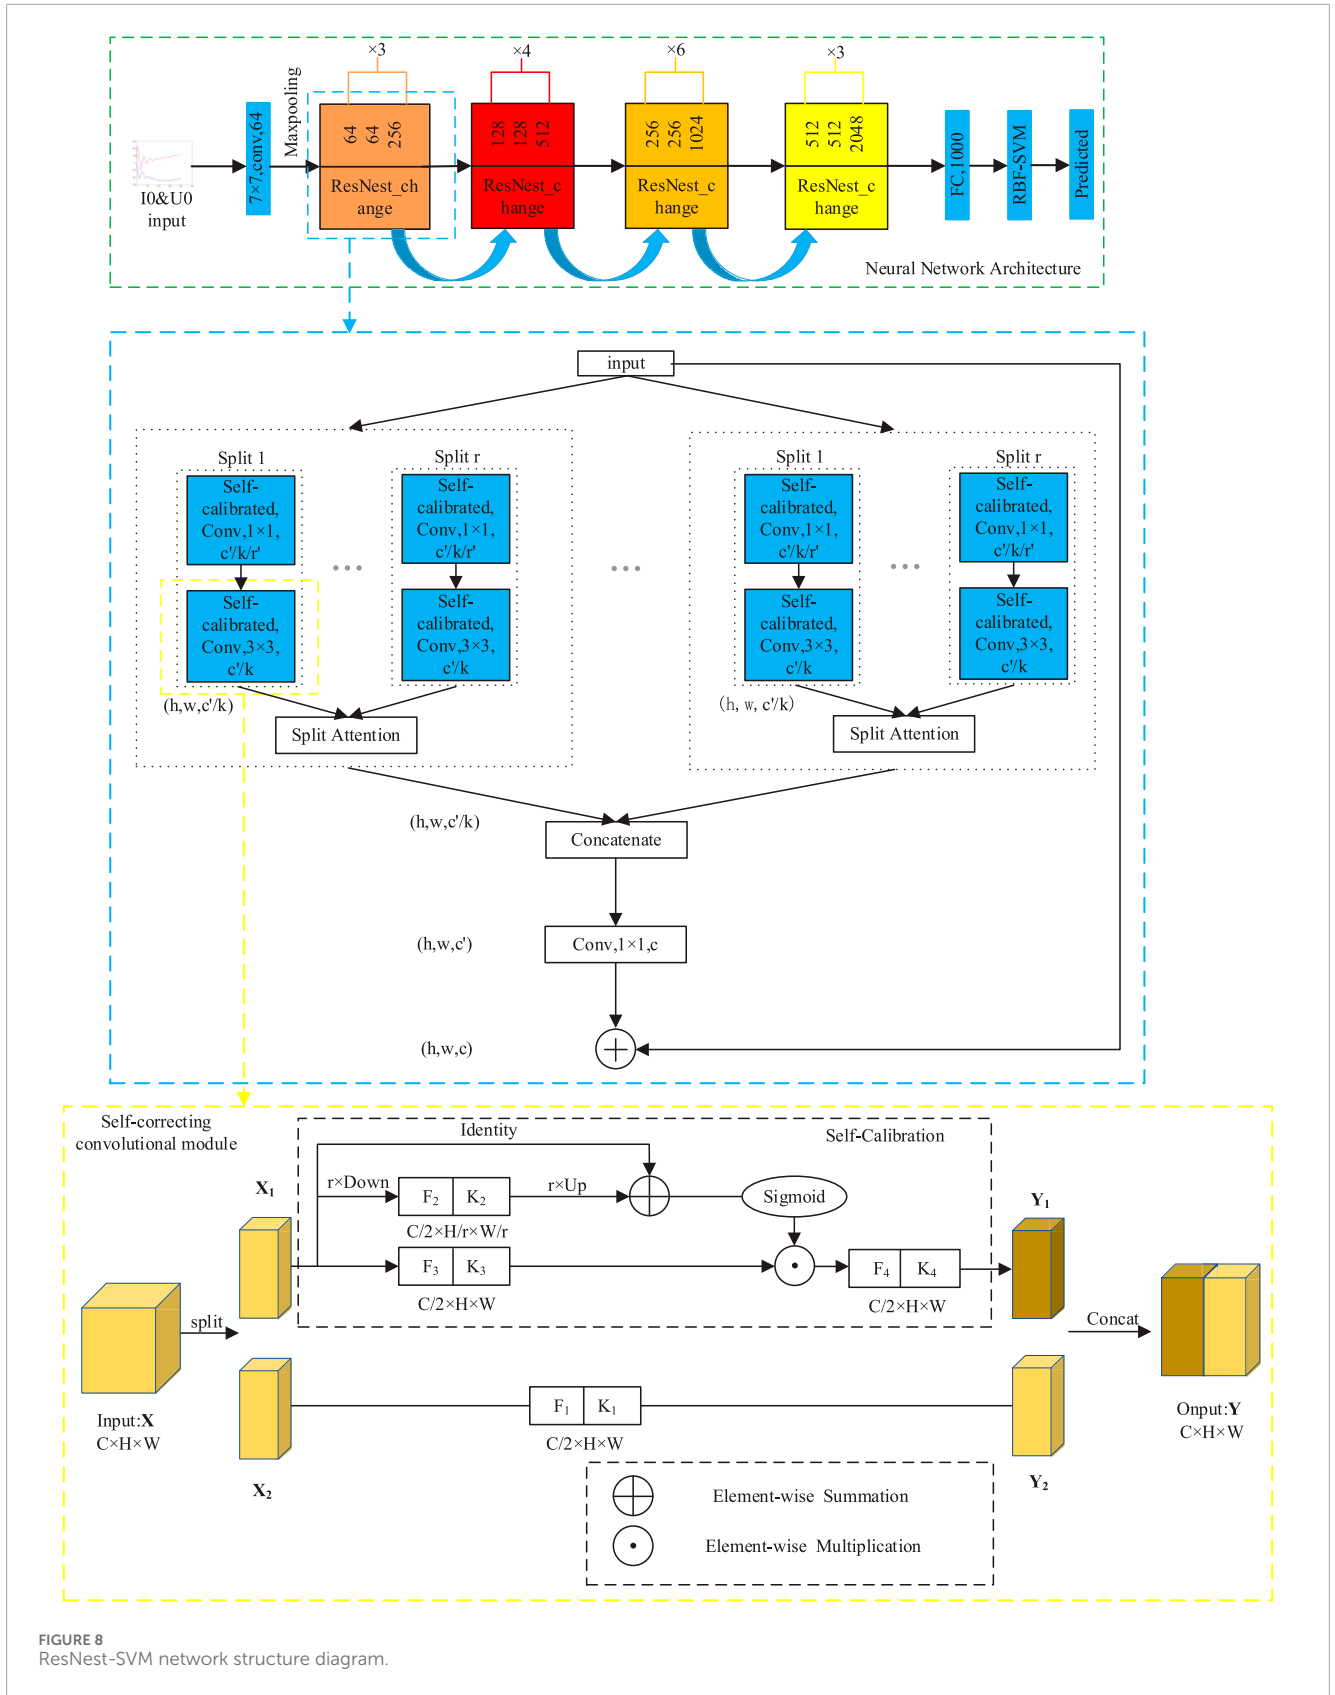 ×3
×4
×6
×3
7×7,conv,64
Maxpooling
64
64
256
128
128
512
256
256
1024
512
512
2048
FC,1000
RBF-SVM
Predicted
I0&U0
input
ResNest_ch
ange
ResNest_c
hange
ResNest_c
hange
ResNest_c
hange
Neural Network Architecture
input
Split 1
Split r
Split 1
Split r
Self-
calibrated,
Conv,1×1,
c'/k/r'
Self-
calibrated,
Conv,1×1,
c'/k/r'
Self-
calibrated,
Conv,1×1,
c'/k/r'
Self-
calibrated,
Conv,1×1,
c'/k/r'
Self-
calibrated,
Conv,3×3,
c'/k
Self-
calibrated,
Conv,3×3,
c'/k
Self-
calibrated,
Conv,3×3,
c'/k
Self-
calibrated,
Conv,3×3,
c'/k
(h,w,c'/k)
(h, w, c'/k)
Split Attention
Split Attention
(h,w,c'/k)
Concatenate
(h,w,c')
Conv,1×1,c
(h,w,c)
Self-correcting
convolutional module
Identity
Self-Calibration
X₁
r×Down
F₂ K₂
r×Up
Sigmoid
Y₁
C/2×H/r×W/r
F₃ K₃
F₄ K₄
C/2×H×W
C/2×H×W
split
Concat
Input:X
C×H×W
F₁ K₁
C/2×H×W
Onput:Y
C×H×W
X₂
Y₂
Element-wise Summation
Element-wise Multiplication
FIGURE 8
ResNest-SVM network structure diagram.